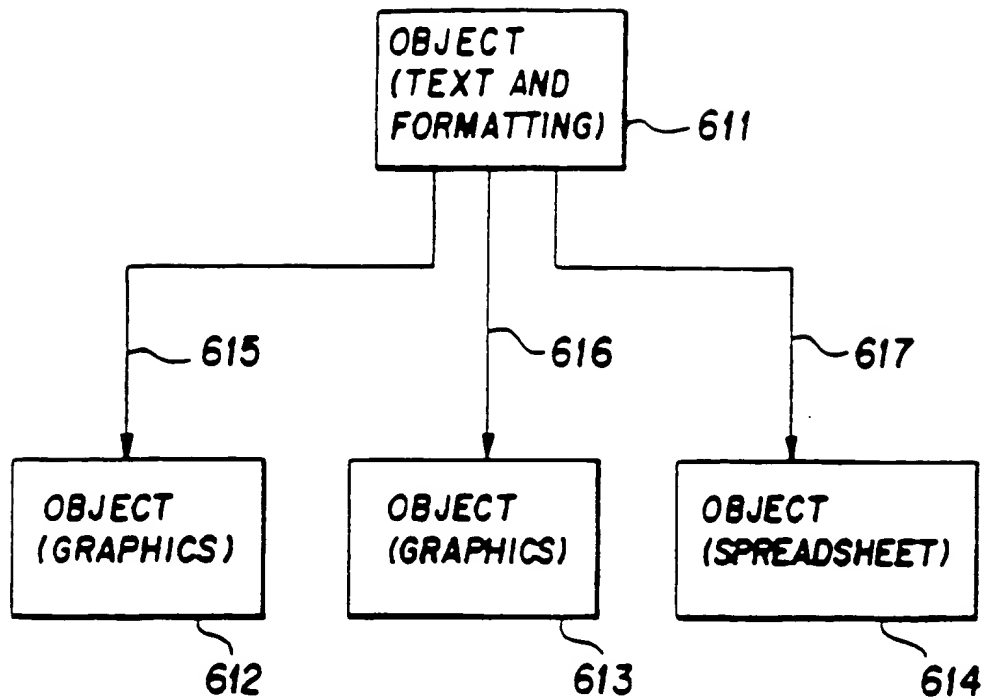 OBJECT
(TEXT AND
FORMATTING)
611
615
616
617
OBJECT
(GRAPHICS)
OBJECT
(GRAPHICS)
OBJECT
(SPREADSHEET)
612
613
614